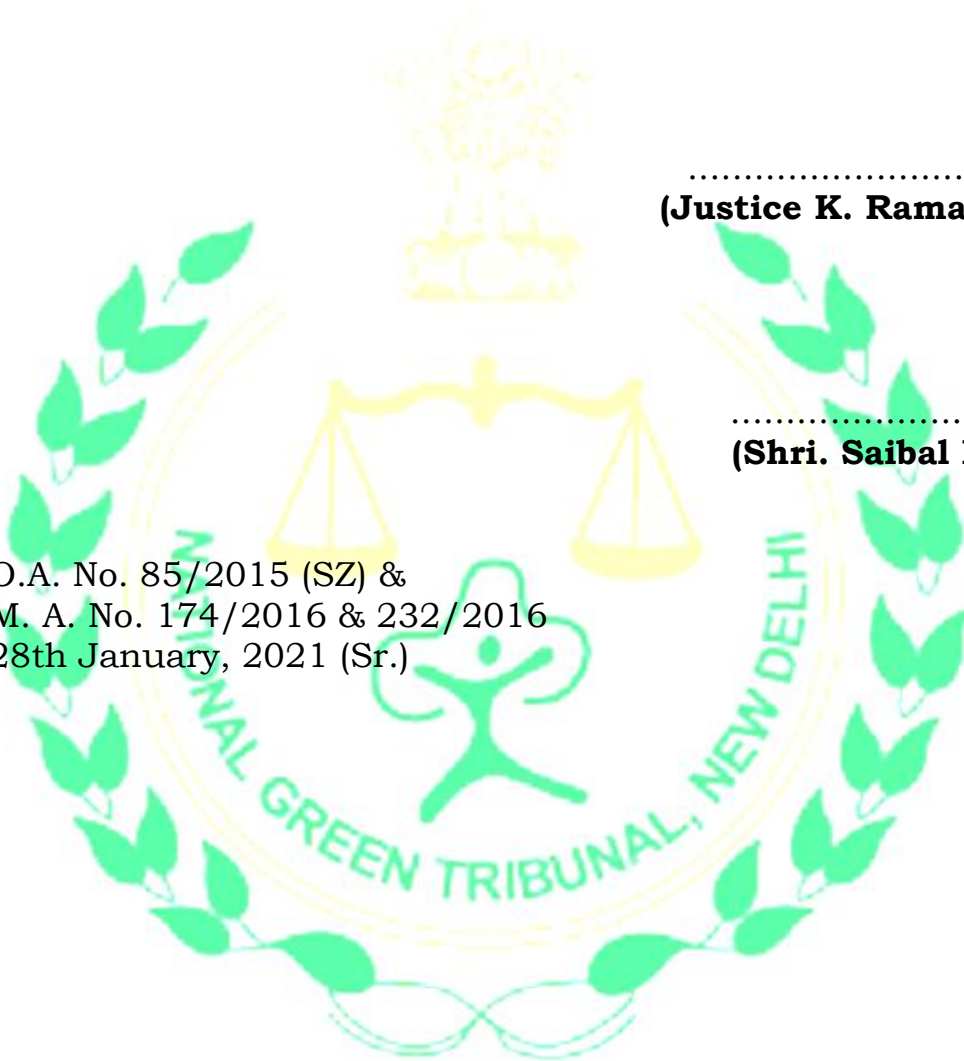 ..........................
(Justice K. Rama
......................
(Shri. Saibal
O.A. No. 85/2015 (SZ) &
M. A. No. 174/2016 & 232/2016
28th January, 2021 (Sr.)
NATIONAL GREEN TRIBUNAL, NEW DELHI